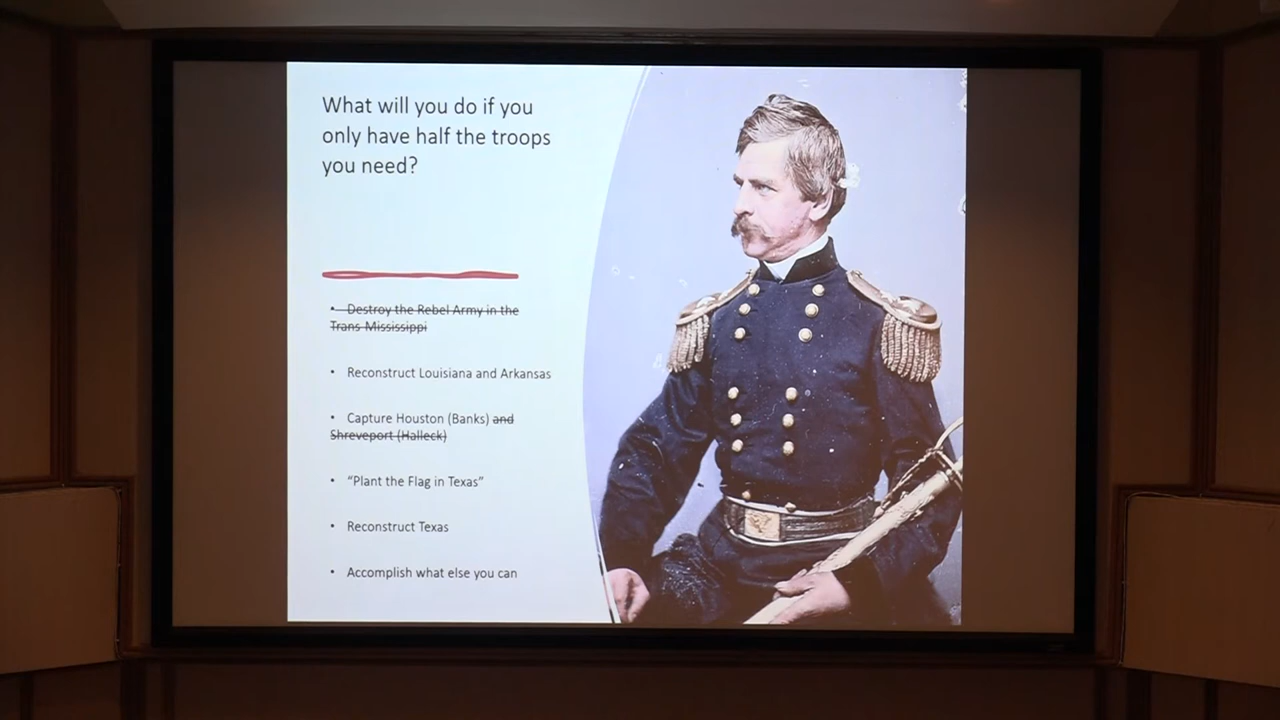 What will you do if you
only have half the troops
you need?
• Destroy the Rebel Army in the
Trans-Mississippi
• Reconstruct Louisiana and Arkansas
• Capture Houston (Banks) and
Shreveport (Halleck)
• “Plant the Flag in Texas”
• Reconstruct Texas
• Accomplish what else you can